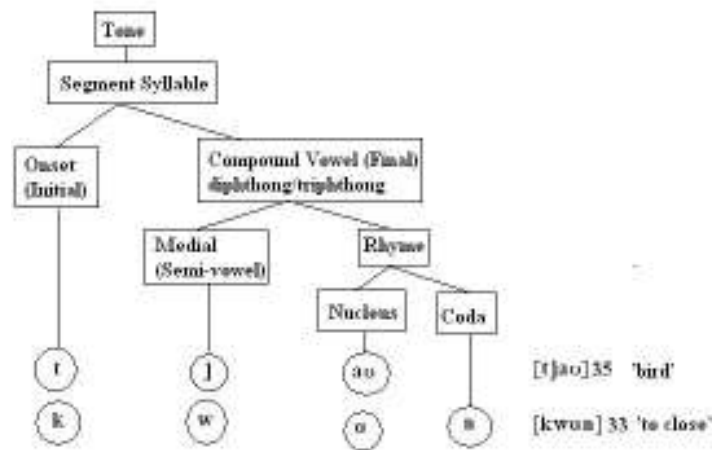 Tone
Segment Syllable
Onset
(Initial)
Compound Vowel (Final)
diphthong/triphthong
Medial
(Semi-vowel)
Rhyme
Nucleus
Coda
t j ao [tjao] 35 'bird'
k w n [kwun] 33 'to close'